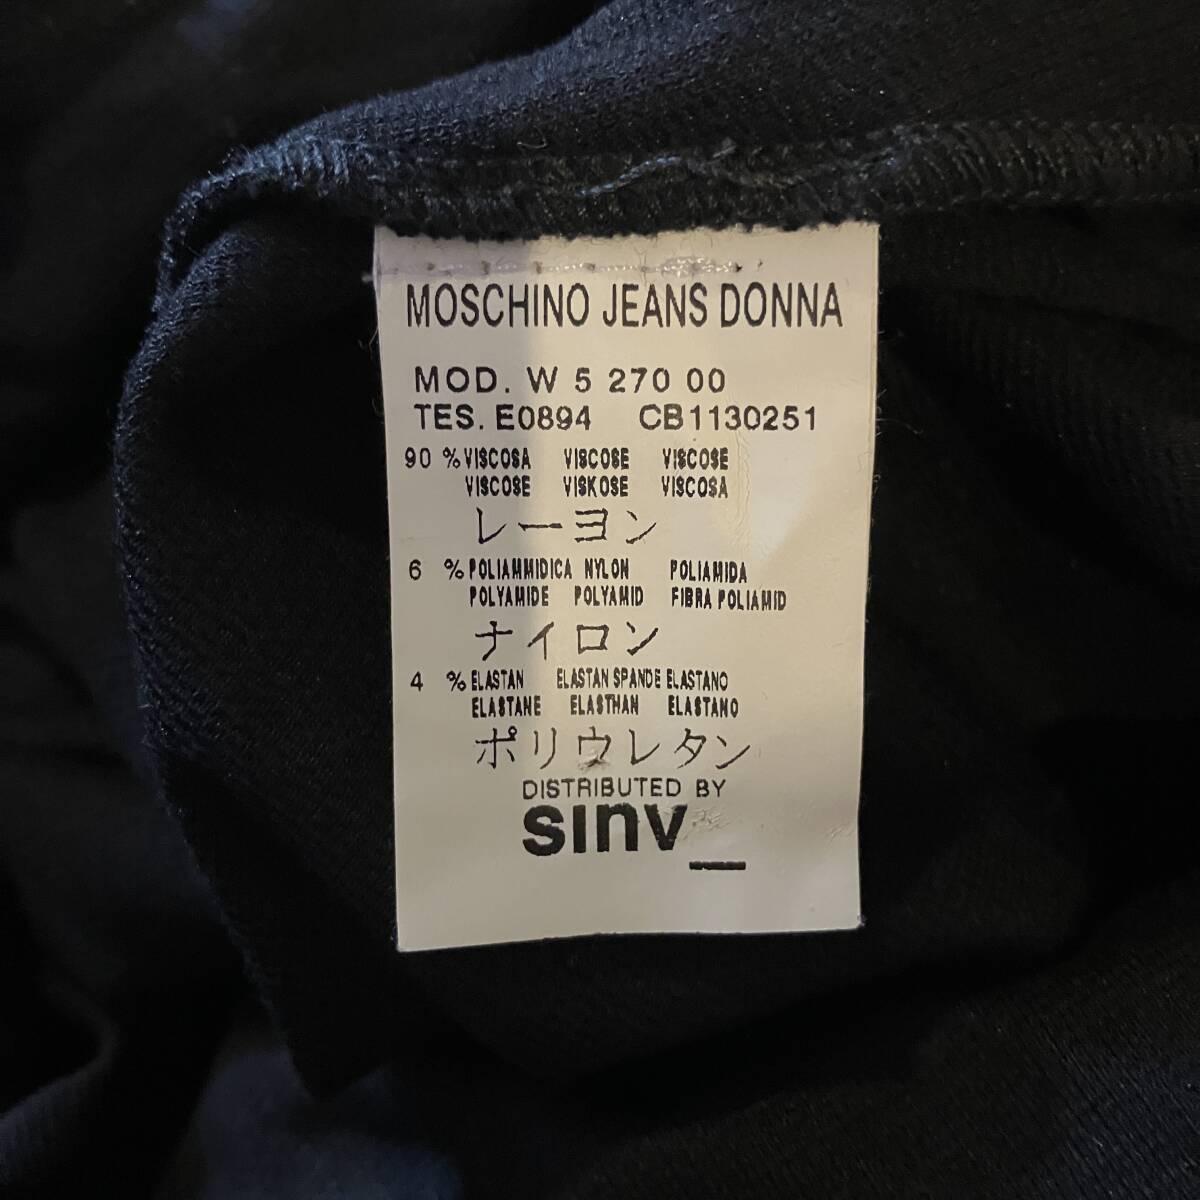 MOSCHINO JEANS DONNA
MOD. W 5 270 00
TES. E0894 CB1130251
90 % VISCOSA VISCOSE VISCOSE
VISCOSE VISKOSE VISCOSA
レーヨン
6 % POLIAMMIDICA NYLON POLIAMIDA
POLYAMIDE POLYAMID FIBRA POLIAMID
ナイロン
4 % ELASTAN ELASTAN SPANDE ELASTANO
ELASTANE ELASTHAN ELASTANO
ポリウレタン
DISTRIBUTED BY
sinv_